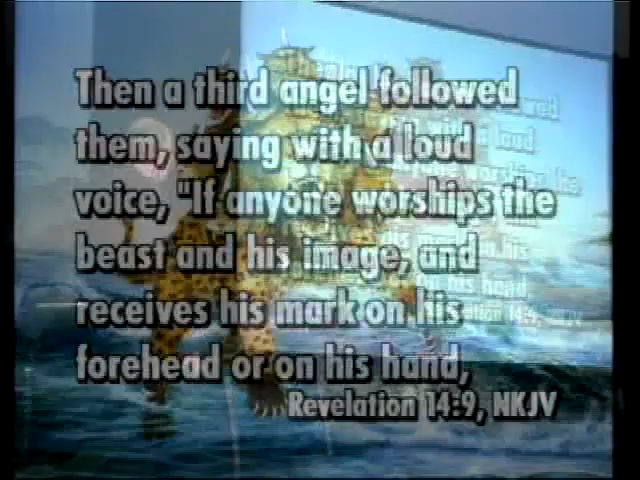 Then a third angel followed
them, saying with a loud
voice, "If anyone worships the
beast and his image, and
receives his mark on his
forehead or on his hand,
Revelation 14:9, NKJV